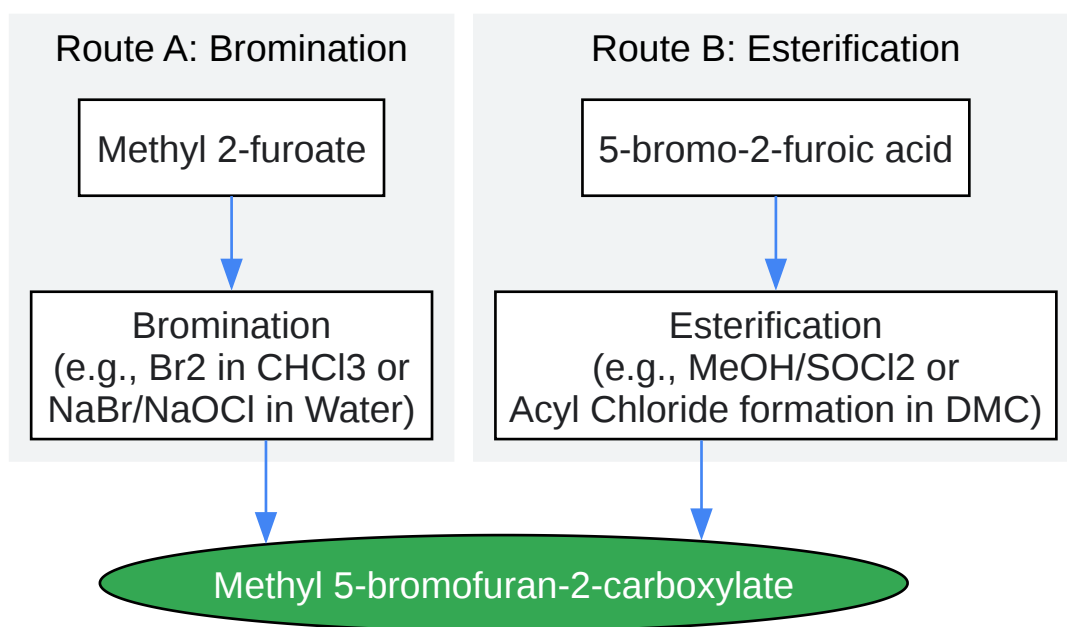 Route A: Bromination
Methyl 2-furoate
Bromination
(e.g., Br2 in CHCl3 or
NaBr/NaOCl in Water)
Route B: Esterification
5-bromo-2-furoic acid
Esterification
(e.g., MeOH/SOCl2 or
Acyl Chloride formation in DMC)
Methyl 5-bromofuran-2-carboxylate